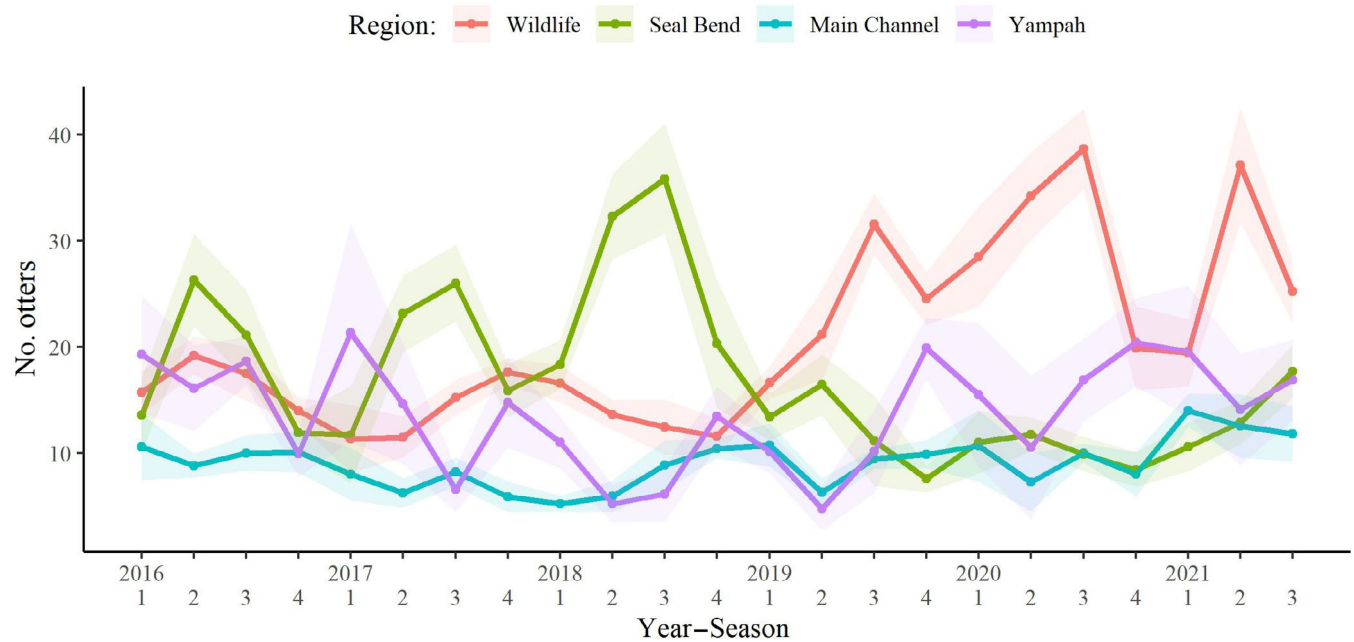 Region: Wildlife Seal Bend Main Channel Yampah
No. otters
40
30
20
10
2016 2017 2018 2019 2020 2021
1 2 3 4 1 2 3 4 1 2 3 4 1 2 3 4 1 2 3 4 1 2 3
Year−Season